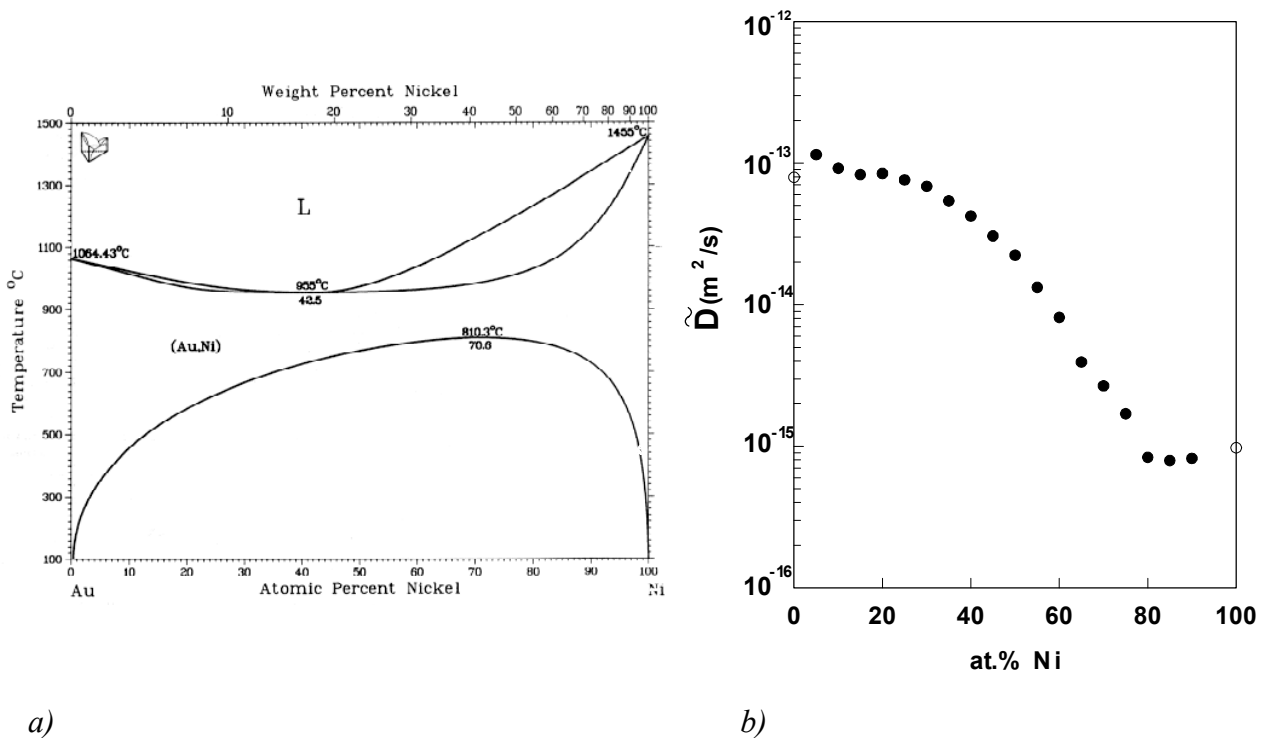 Weight Percent Nickel
0 10 20 30 40 50 60 70 80 90 100
1500
1300
1100
900
700
500
300
100
Temperature °C
1455°C
L
1064.43°C
955°C
42.5
(Au,Ni)
810.3°C
70.6
0 10 20 30 40 50 60 70 80 90 100
Au Atomic Percent Nickel Ni
a)
10-12
10-13
10-14
10-15
10-16
D̃ (m2/s)
0 20 40 60 80 100
at.% Ni
b)